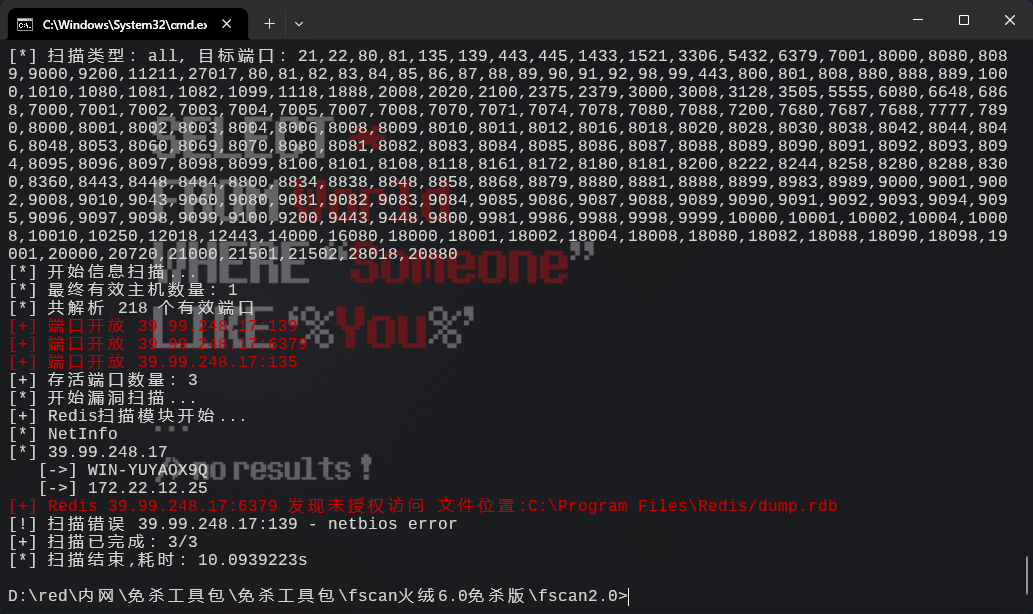 C:\Windows\System32\cmd.ex
[*] 扫描类型: all, 目标端口: 21,22,80,81,135,139,443,445,1433,1521,3306,5432,6379,7001,8000,8080,808
9,9000,9200,11211,27017,80,81,82,83,84,85,86,87,88,89,90,91,92,98,99,443,800,801,808,880,888,889,100
0,1010,1080,1081,1082,1099,1118,1888,2008,2020,2100,2375,2379,3000,3008,3128,3505,5555,6080,6648,686
8,7000,7001,7002,7003,7004,7005,7007,7008,7070,7071,7074,7078,7080,7088,7200,7680,7687,7688,7777,789
0,8000,8001,8002,8003,8004,8006,8008,8009,8010,8011,8012,8016,8018,8020,8028,8030,8038,8042,8044,804
6,8048,8053,8060,8069,8070,8080,8081,8082,8083,8084,8085,8086,8087,8088,8089,8090,8091,8092,8093,809
4,8095,8096,8097,8098,8099,8100,8101,8108,8118,8161,8172,8180,8181,8200,8222,8244,8258,8280,8288,830
0,8360,8443,8448,8484,8800,8834,8838,8848,8858,8868,8879,8880,8881,8888,8899,8983,8989,9000,9001,900
2,9008,9010,9043,9060,9080,9081,9082,9083,9084,9085,9086,9087,9088,9089,9090,9091,9092,9093,9094,909
5,9096,9097,9098,9099,9100,9200,9443,9448,9800,9981,9986,9988,9998,9999,10000,10001,10002,10004,1000
8,10010,10250,12018,12443,14000,16080,18000,18001,18002,18004,18008,18080,18082,18088,18090,18098,19
001,20000,20720,21000,21501,21502,28018,20880
[*] 开始信息扫描...
[*] 最终有效主机数量: 1
[*] 共解析 218 个有效端口
[+] 端口开放 39.99.248.17:139
[+] 端口开放 39.99.248.17:6379
[+] 端口开放 39.99.248.17:135
[+] 存活端口数量: 3
[*] 开始漏洞扫描...
[+] Redis扫描模块开始...
[*] NetInfo
[*] 39.99.248.17
[->] WIN-YUYAOX9Q
[->] 172.22.12.25
[+] Redis 39.99.248.17:6379 发现未授权访问 文件位置:C:\Program Files\Redis/dump.rdb
[!] 扫描错误 39.99.248.17:139 - netbios error
[+] 扫描已完成: 3/3
[*] 扫描结束,耗时: 10.0939223s
D:\red\内网\免杀工具包\免杀工具包\fscan火绒6.0免杀版\fscan2.0>
SELECT *
FROM World
WHERE “Someone”
LIKE ‘%You%’
...
/> no results !